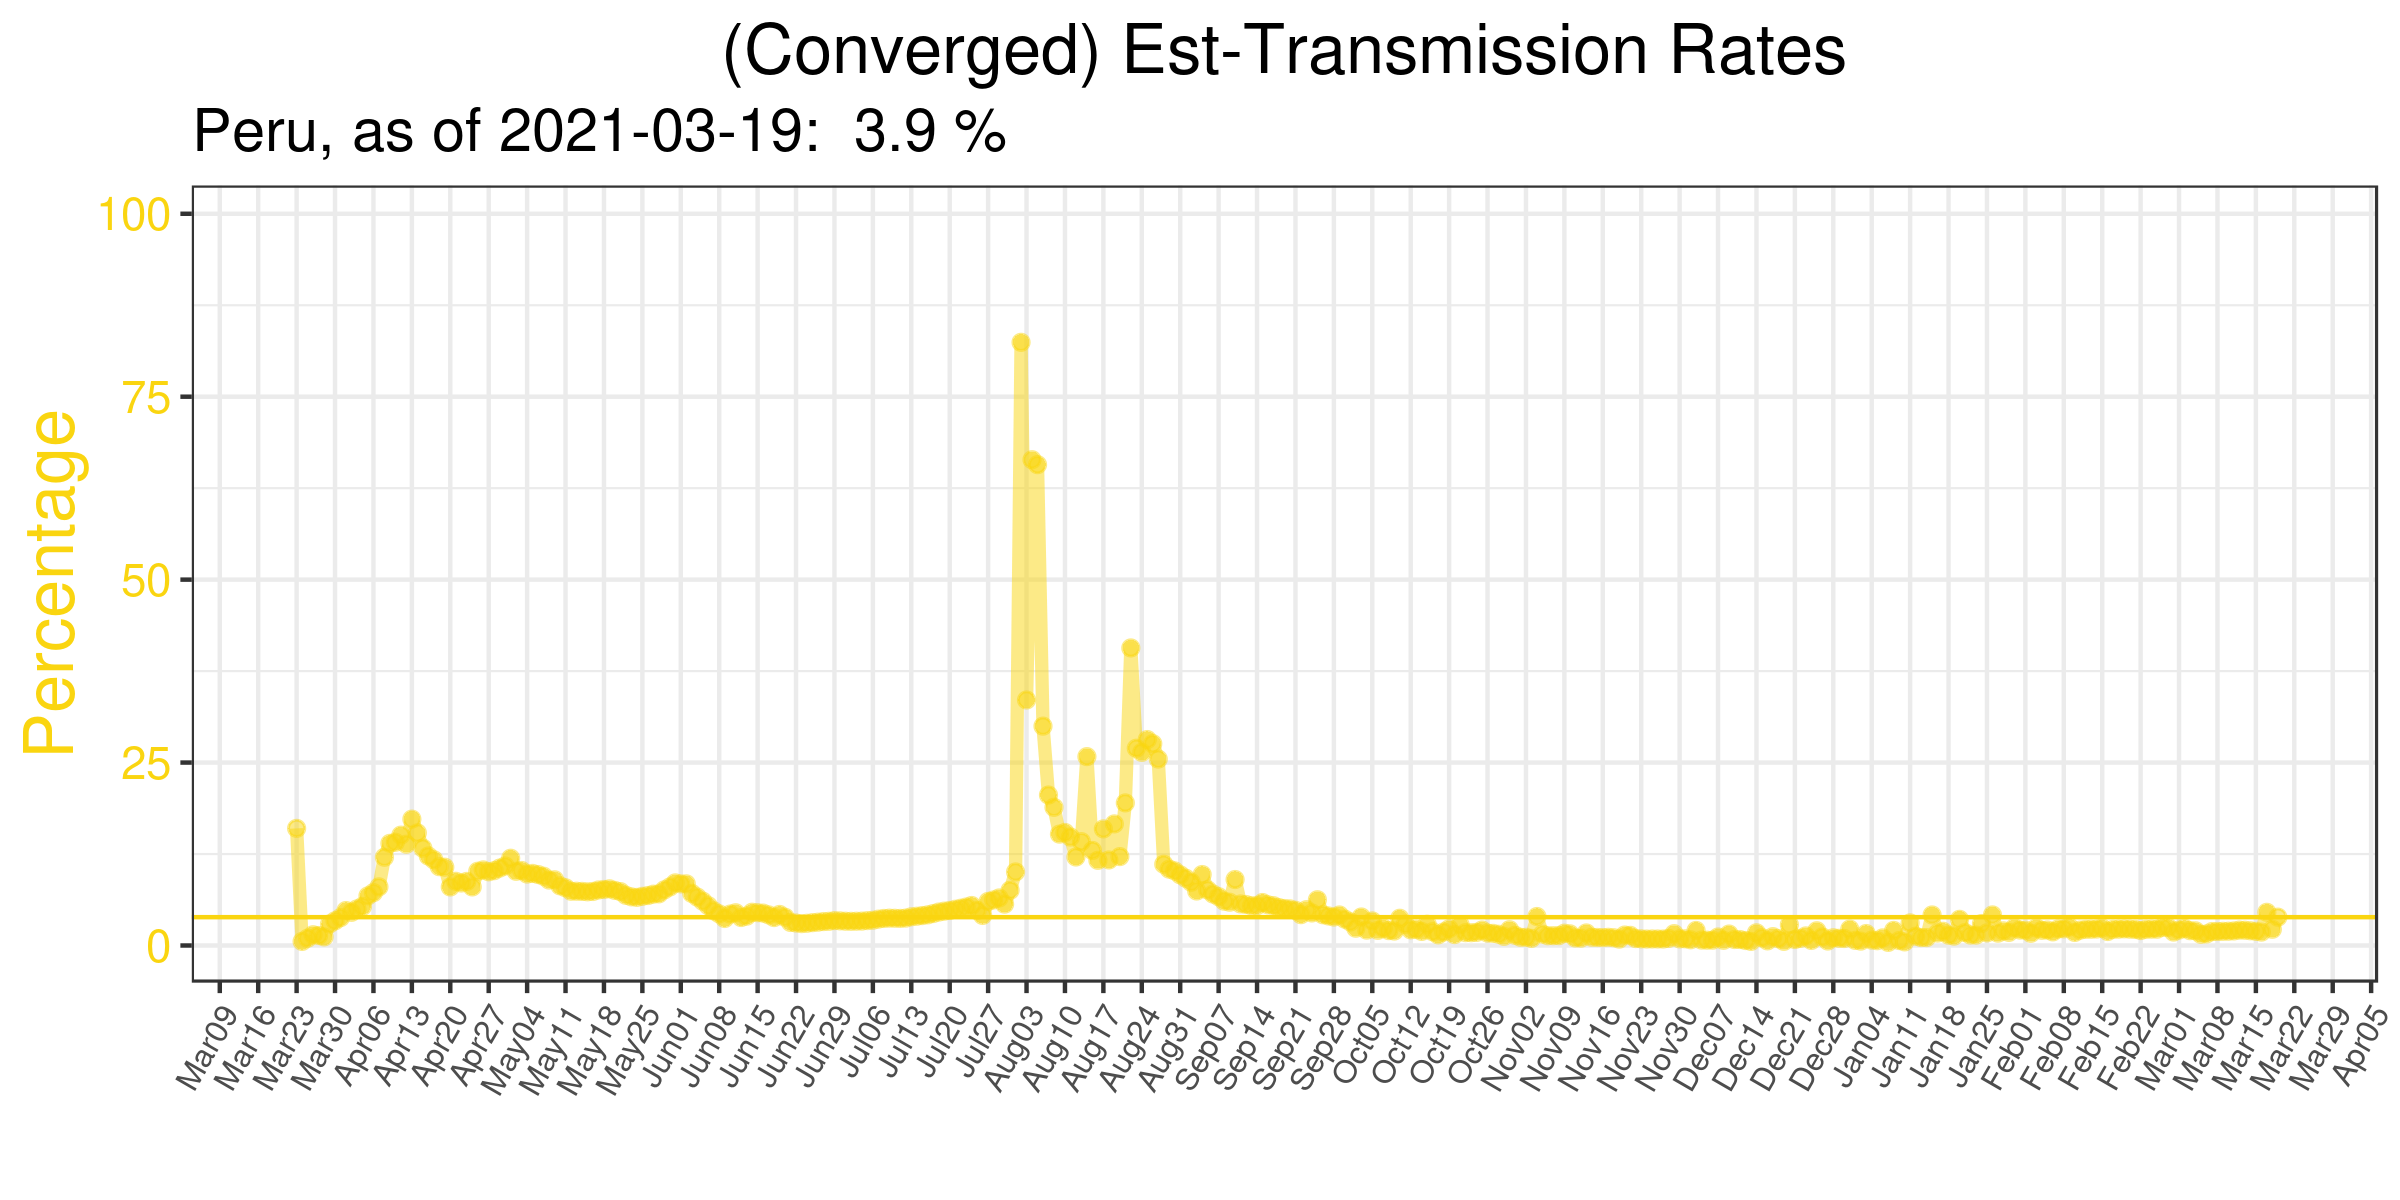 (Converged) Est-Transmission Rates
Peru, as of 2021-03-19:  3.9 %
Percentage
100
75
50
25
0
Mar09 Mar16 Mar23 Mar30 Apr06 Apr13 Apr20 Apr27 May04 May11 May18 May25 Jun01 Jun08 Jun15 Jun22 Jun29 Jul06 Jul13 Jul20 Jul27 Aug03 Aug10 Aug17 Aug24 Aug31 Sep07 Sep14 Sep21 Sep28 Oct05 Oct12 Oct19 Oct26 Nov02 Nov09 Nov16 Nov23 Nov30 Dec07 Dec14 Dec21 Dec28 Jan04 Jan11 Jan18 Jan25 Feb01 Feb08 Feb15 Feb22 Mar01 Mar08 Mar15 Mar22 Mar29 Apr05